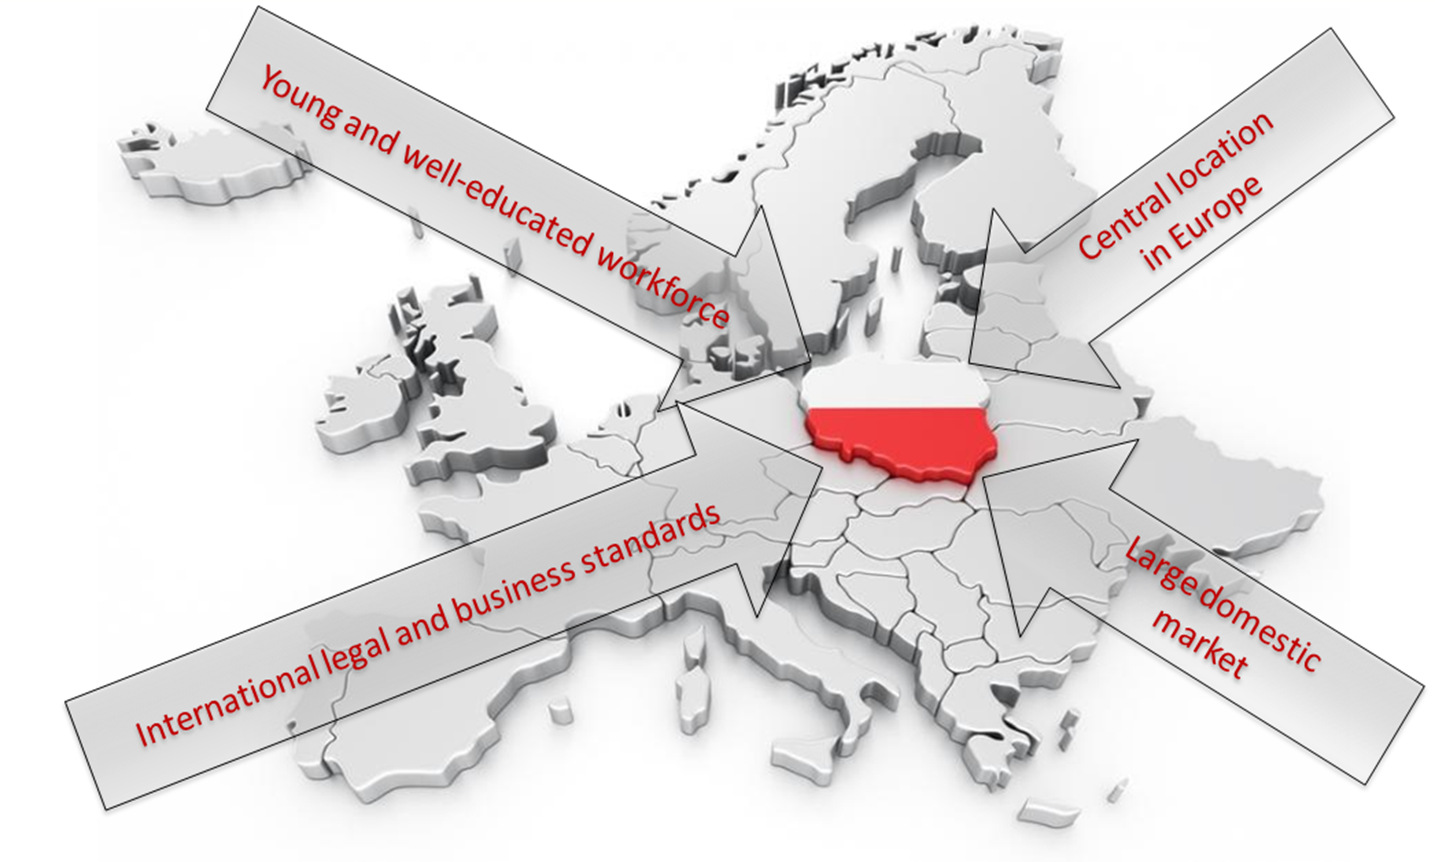 Young and well-educated workforce
Central location
in Europe
International legal and business standards
Large domestic
market